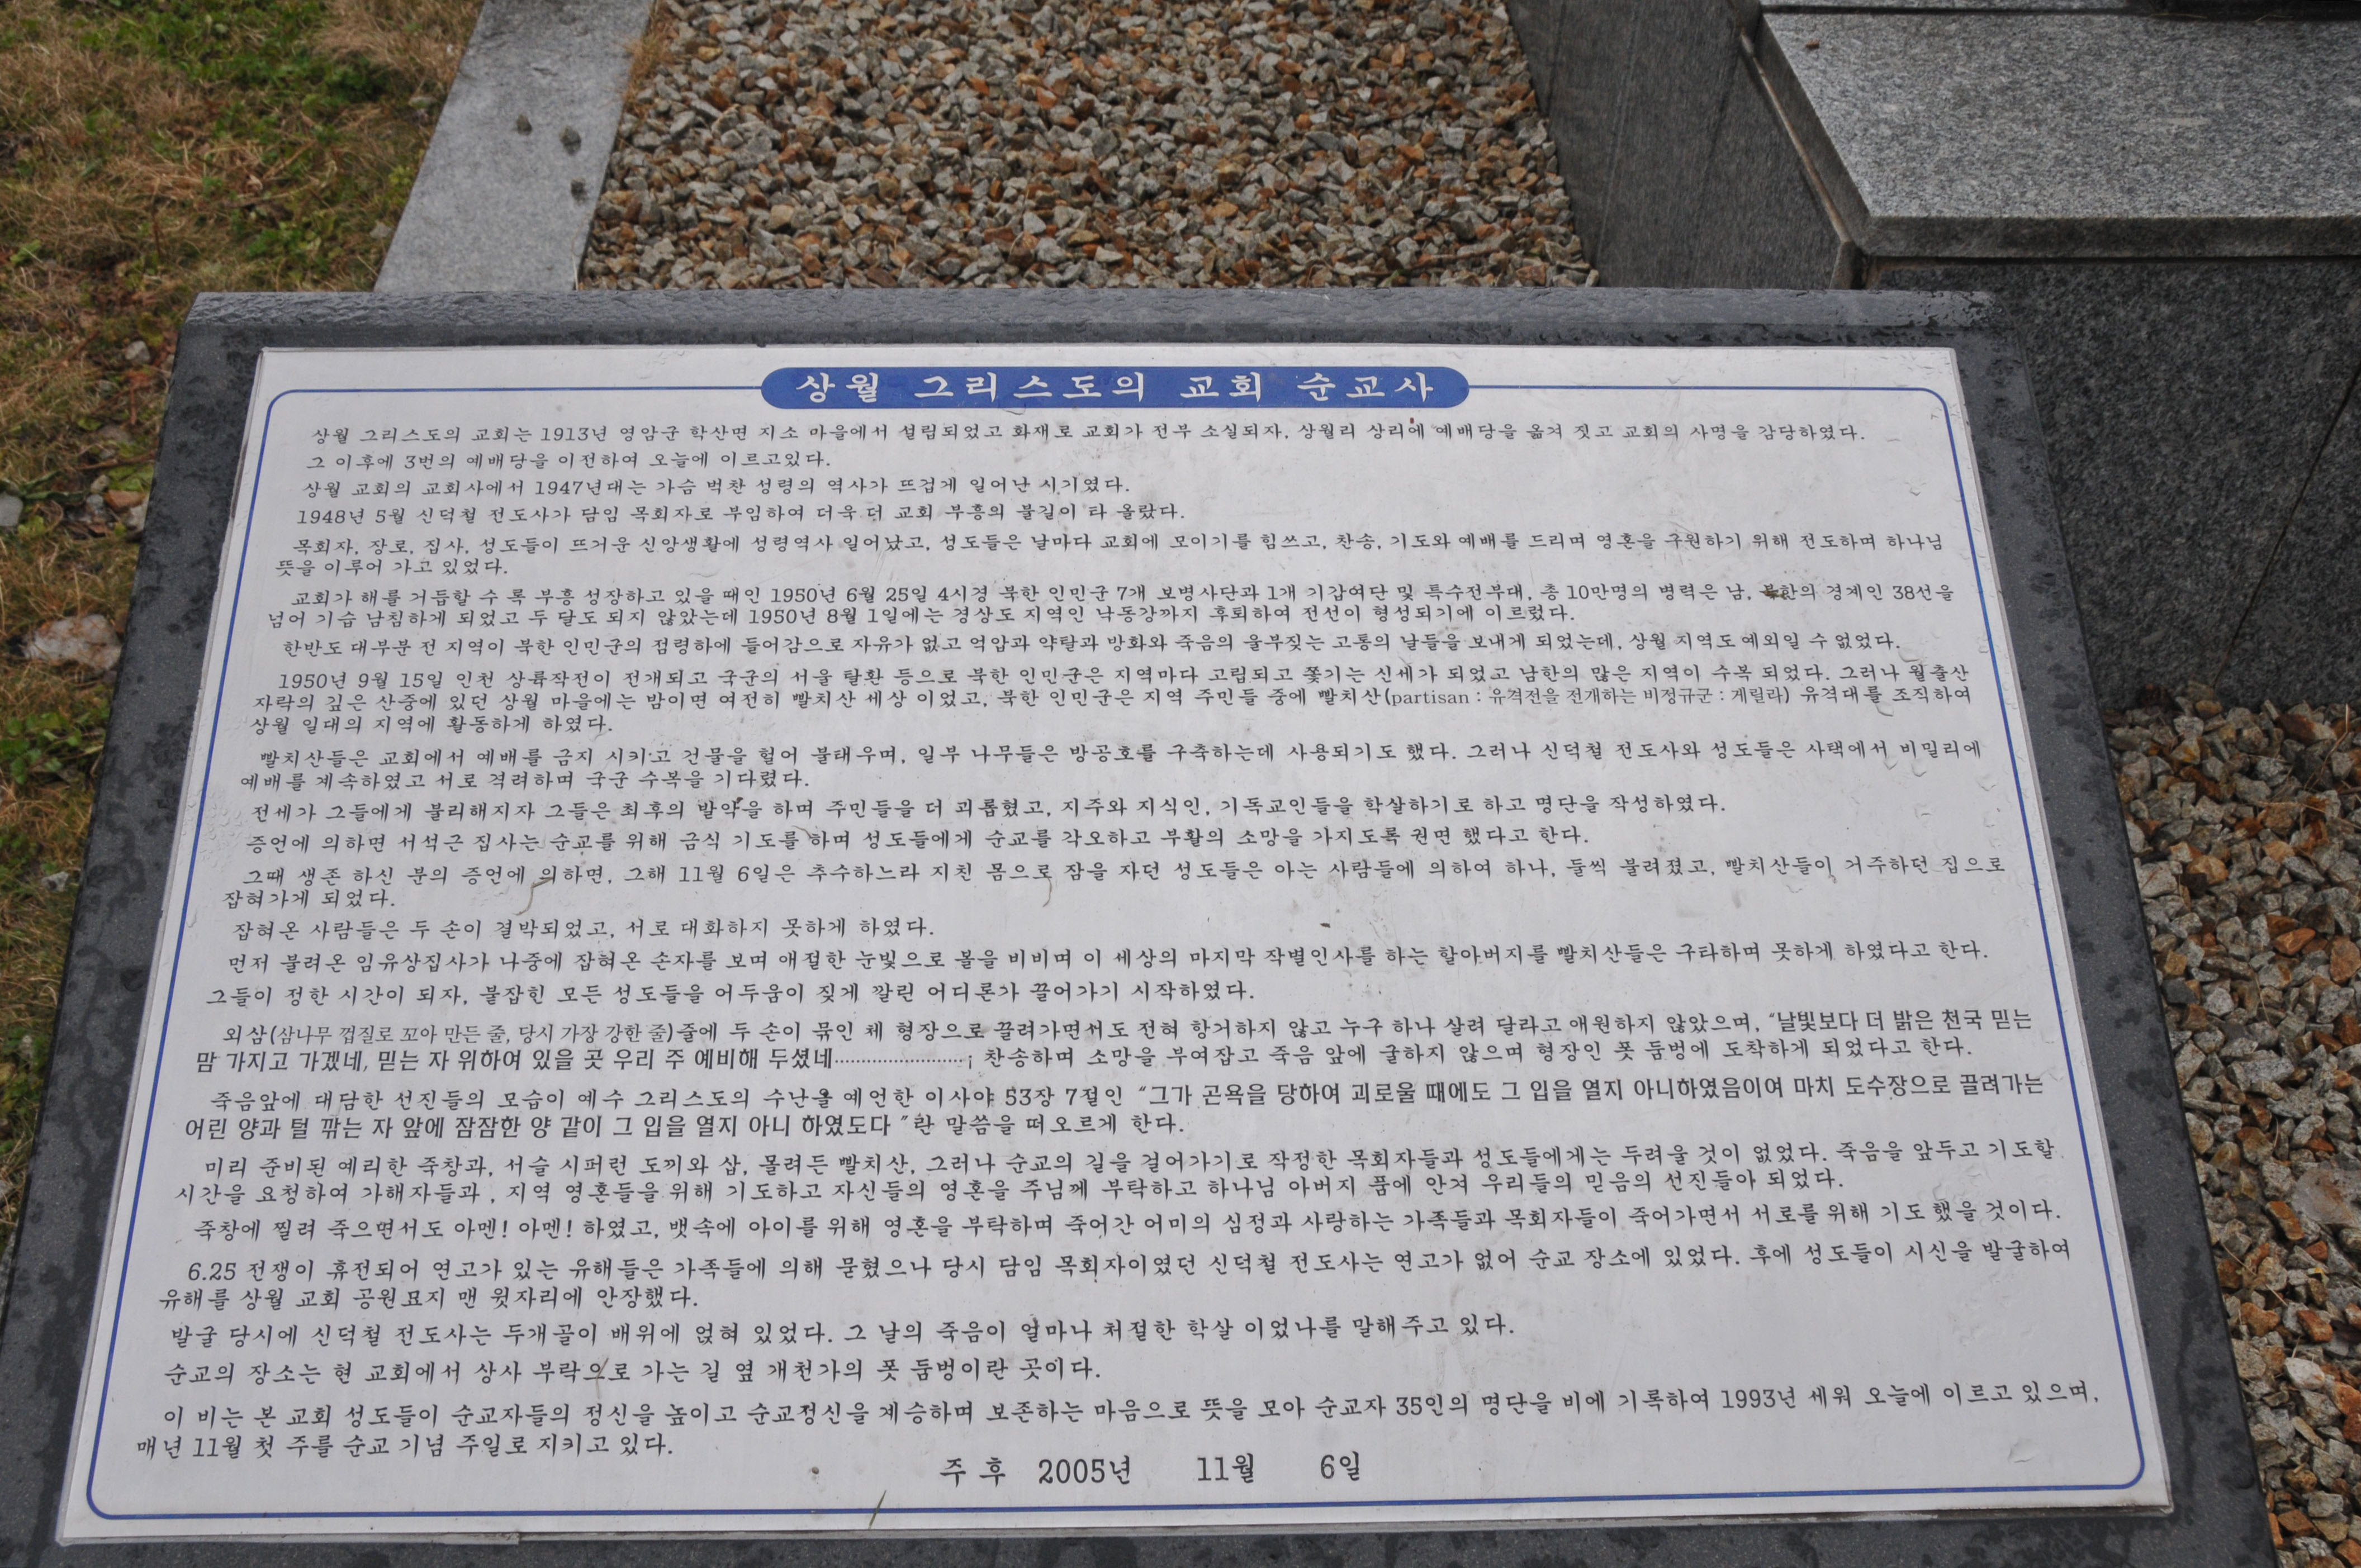 상월 그리스도의 교회 순교사
상월 그리스도의 교회는 1913년 영암군 학산면 지소 마을에서 설립되었고 화재로 교회가 전부 소실되자, 상월리 상리에 예배당을 옮겨 짓고 교회의 사명을 감당하였다.
그 이후에 3번의 예배당을 이전하여 오늘에 이르고있다.
상월 교회의 교회사에서 1947년대는 가슴 벅찬 성령의 역사가 뜨겁게 일어난 시기였다.
1948년 5월 신덕철 전도사가 담임 목회자로 부임하여 더욱 더 교회 부흥의 불길이 타 올랐다.
목회자, 장로, 집사, 성도들이 뜨거운 신앙생활에 성령역사 일어났고, 성도들은 날마다 교회에 모이기를 힘쓰고, 찬송, 기도와 예배를 드리며 영혼을 구원하기 위해 전도하며 하나님
뜻을 이루어 가고 있었다.
교회가 해를 거듭할 수 록 부흥 성장하고 있을 때인 1950년 6월 25일 4시경 북한 인민군 7개 보병사단과 1개 기갑여단 및 특수전부대, 총 10만명의 병력은 남, 북한의 경계인 38선을
넘어 기습 남침하게 되었고 두 달도 되지 않았는데 1950년 8월 1일에는 경상도 지역인 낙동강까지 후퇴하여 전선이 형성되기에 이르렀다.
한반도 대부분 전 지역이 북한 인민군의 점령하에 들어감으로 자유가 없고 억압과 약탈과 방화와 죽음의 울부짖는 고통의 날들을 보내게 되었는데, 상월 지역도 예외일 수 없었다.
1950년 9월 15일 인천 상륙작전이 전개되고 국군의 서울 탈환 등으로 북한 인민군은 지역마다 고립되고 쫓기는 신세가 되었고 남한의 많은 지역이 수복 되었다. 그러나 월출산
자락의 깊은 산중에 있던 상월 마을에는 밤이면 여전히 빨치산 세상 이었고, 북한 인민군은 지역 주민들 중에 빨치산(partisan : 유격전을 전개하는 비정규군 : 게릴라) 유격대를 조직하여
상월 일대의 지역에 활동하게 하였다.
빨치산들은 교회에서 예배를 금지 시키고 건물을 헐어 불태우며, 일부 나무들은 방공호를 구축하는데 사용되기도 했다. 그러나 신덕철 전도사와 성도들은 사택에서 비밀리에
예배를 계속하였고 서로 격려하며 국군 수복을 기다렸다.
전세가 그들에게 불리해지자 그들은 최후의 발악을 하며 주민들을 더 괴롭혔고, 지주와 지식인, 기독교인들을 학살하기로 하고 명단을 작성하였다.
증언에 의하면 서석근 집사는 순교를 위해 금식 기도를 하며 성도들에게 순교를 각오하고 부활의 소망을 가지도록 권면 했다고 한다.
그때 생존 하신 분의 증언에 의하면, 그해 11월 6일은 추수하느라 지친 몸으로 잠을 자던 성도들은 아는 사람들에 의하여 하나, 둘씩 불려졌고, 빨치산들이 거주하던 집으로
잡혀가게 되었다.
잡혀온 사람들은 두 손이 결박되었고, 서로 대화하지 못하게 하였다.
먼저 불려온 임유상집사가 나중에 잡혀온 손자를 보며 애절한 눈빛으로 볼을 비비며 이 세상의 마지막 작별인사를 하는 할아버지를 빨치산들은 구타하며 못하게 하였다고 한다.
그들이 정한 시간이 되자, 붙잡힌 모든 성도들을 어두움이 짖게 깔린 어디론가 끌어가기 시작하였다.
외삼(삼나무 껍질로 꼬아 만든 줄, 당시 가장 강한 줄)줄에 두 손이 묶인 체 형장으로 끌려가면서도 전혀 항거하지 않고 누구 하나 살려 달라고 애원하지 않았으며, "날빛보다 더 밝은 천국 믿는
맘 가지고 가겠네, 믿는 자 위하여 있을 곳 우리 주 예비해 두셨네························¡ 찬송하며 소망을 부여잡고 죽음 앞에 굴하지 않으며 형장인 폿 둠벙에 도착하게 되었다고 한다.
죽음앞에 대담한 선진들의 모습이 예수 그리스도의 수난을 예언한 이사야 53장 7절인 "그가 곤욕을 당하여 괴로울 때에도 그 입을 열지 아니하였음이여 마치 도수장으로 끌려가는
어린 양과 털 깎는 자 앞에 잠잠한 양 같이 그 입을 열지 아니 하였도다 "란 말씀을 떠오르게 한다.
미리 준비된 예리한 죽창과, 서슬 시퍼런 도끼와 삽, 몰려든 빨치산, 그러나 순교의 길을 걸어가기로 작정한 목회자들과 성도들에게는 두려울 것이 없었다. 죽음을 앞두고 기도할
시간을 요청하여 가해자들과 , 지역 영혼들을 위해 기도하고 자신들의 영혼을 주님께 부탁하고 하나님 아버지 품에 안겨 우리들의 믿음의 선진들아 되었다.
죽창에 찔려 죽으면서도 아멘! 아멘! 하였고, 뱃속에 아이를 위해 영혼을 부탁하며 죽어간 어미의 심정과 사랑하는 가족들과 목회자들이 죽어가면서 서로를 위해 기도 했을 것이다.
6.25 전쟁이 휴전되어 연고가 있는 유해들은 가족들에 의해 묻혔으나 당시 담임 목회자이였던 신덕철 전도사는 연고가 없어 순교 장소에 있었다. 후에 성도들이 시신을 발굴하여
유해를 상월 교회 공원묘지 맨 윗자리에 안장했다.
발굴 당시에 신덕철 전도사는 두개골이 배위에 얹혀 있었다. 그 날의 죽음이 얼마나 처절한 학살 이었나를 말해주고 있다.
순교의 장소는 현 교회에서 상사 부락으로 가는 길 옆 개천가의 폿 둠벙이란 곳이다.
이 비는 본 교회 성도들이 순교자들의 정신을 높이고 순교정신을 계승하며 보존하는 마음으로 뜻을 모아 순교자 35인의 명단을 비에 기록하여 1993년 세워 오늘에 이르고 있으며,
매년 11월 첫 주를 순교 기념 주일로 지키고 있다.
주 후 2005년 11월 6일